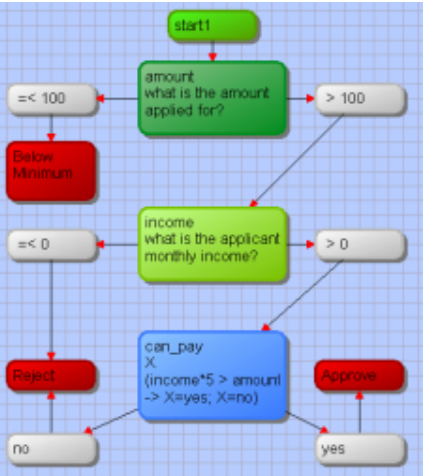 start1
=< 100
amount
what is the amount
applied for?
> 100
Below
Minimum
=< 0
income
what is the applicant
monthly income?
> 0
can_pay
X
(income*5 > amount
-> X=yes; X=no)
Reject
Approve
no
yes